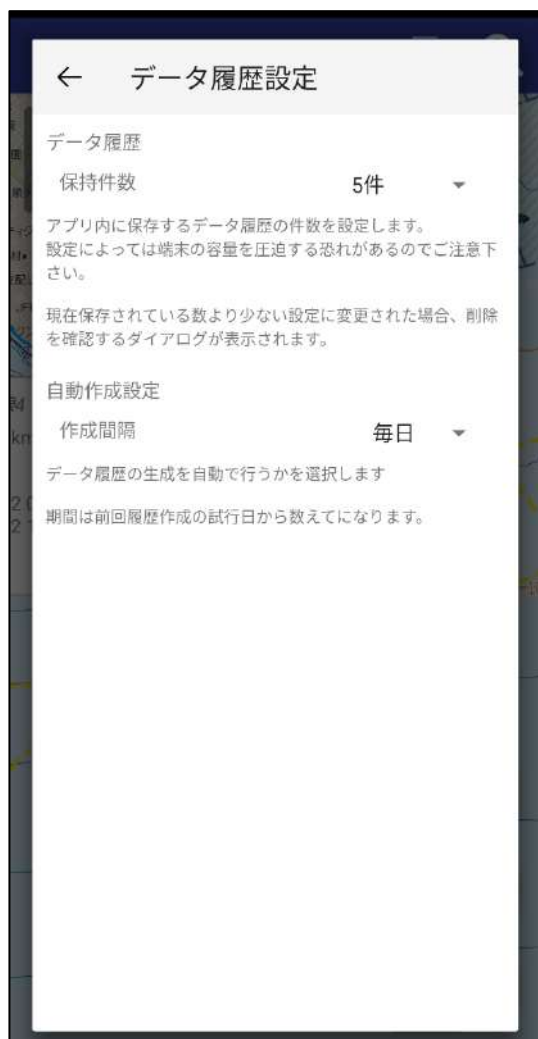 データ履歴設定
データ履歴
保持件数 5件
アプリ内に保存するデータ履歴の件数を設定します。
設定によっては端末の容量を圧迫する恐れがあるのでご注意下
さい。
現在保存されている数より少ない設定に変更された場合、削除
を確認するダイアログが表示されます。
自動作成設定
作成間隔 毎日
データ履歴の生成を自動で行うかを選択します
期間は前回履歴作成の試行日から数えてになります。